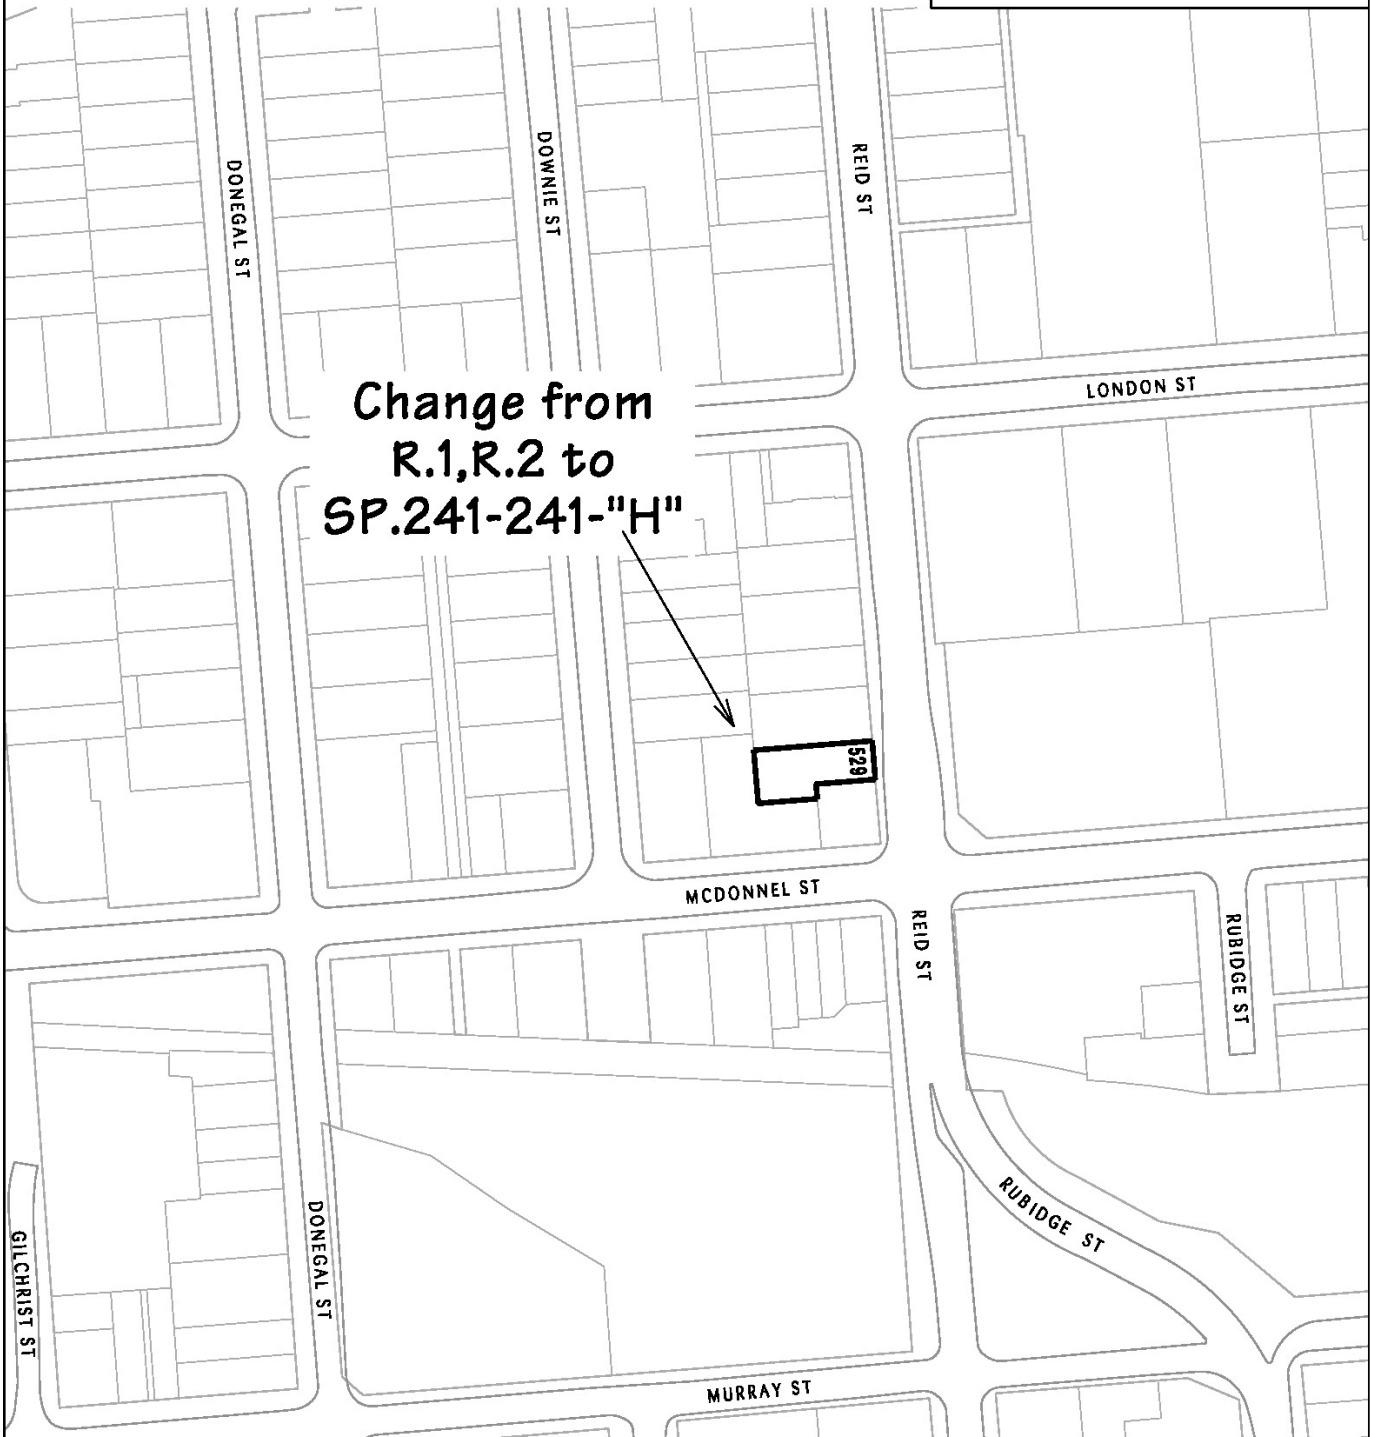 DONEGAL ST
DOWNIE ST
REID ST
LONDON ST
Change from
R.1,R.2 to
SP.241-241-"H"
529
MCDONNEL ST
REID ST
RUBIDGE ST
RUBIDGE ST
DONEGAL ST
GILCHRIST ST
MURRAY ST